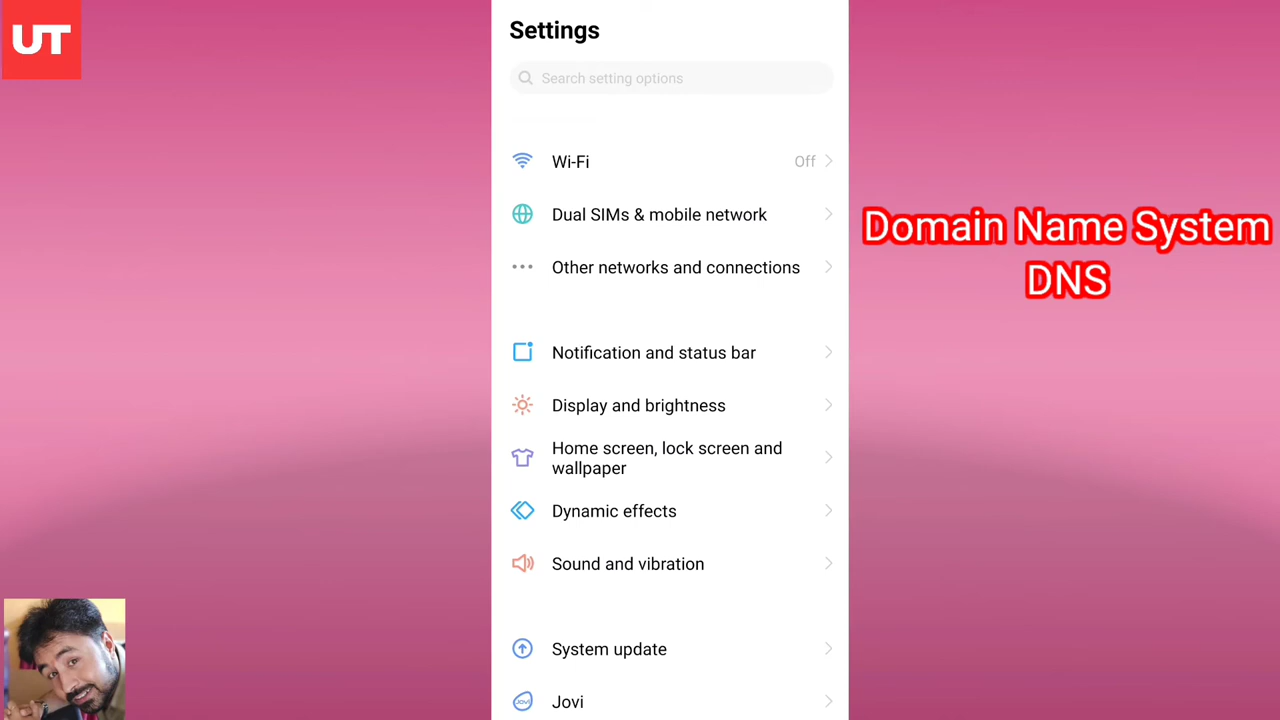 UT
Settings
Search setting options
Wi-Fi Off
Dual SIMs & mobile network
Other networks and connections
Notification and status bar
Display and brightness
Home screen, lock screen and
wallpaper
Dynamic effects
Sound and vibration
System update
Jovi
Jovi
Domain Name System
DNS